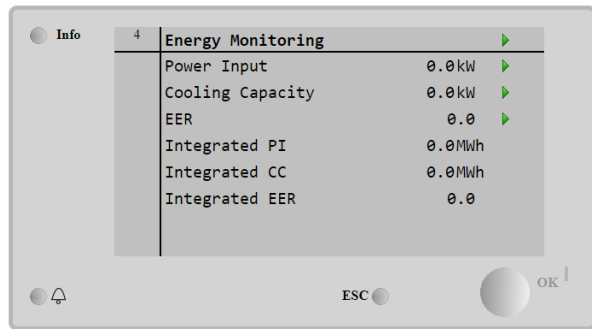 Info
4 Energy Monitoring
Power Input 0.0kW
Cooling Capacity 0.0kW
EER 0.0
Integrated PI 0.0MWh
Integrated CC 0.0MWh
Integrated EER 0.0
ESC
OK